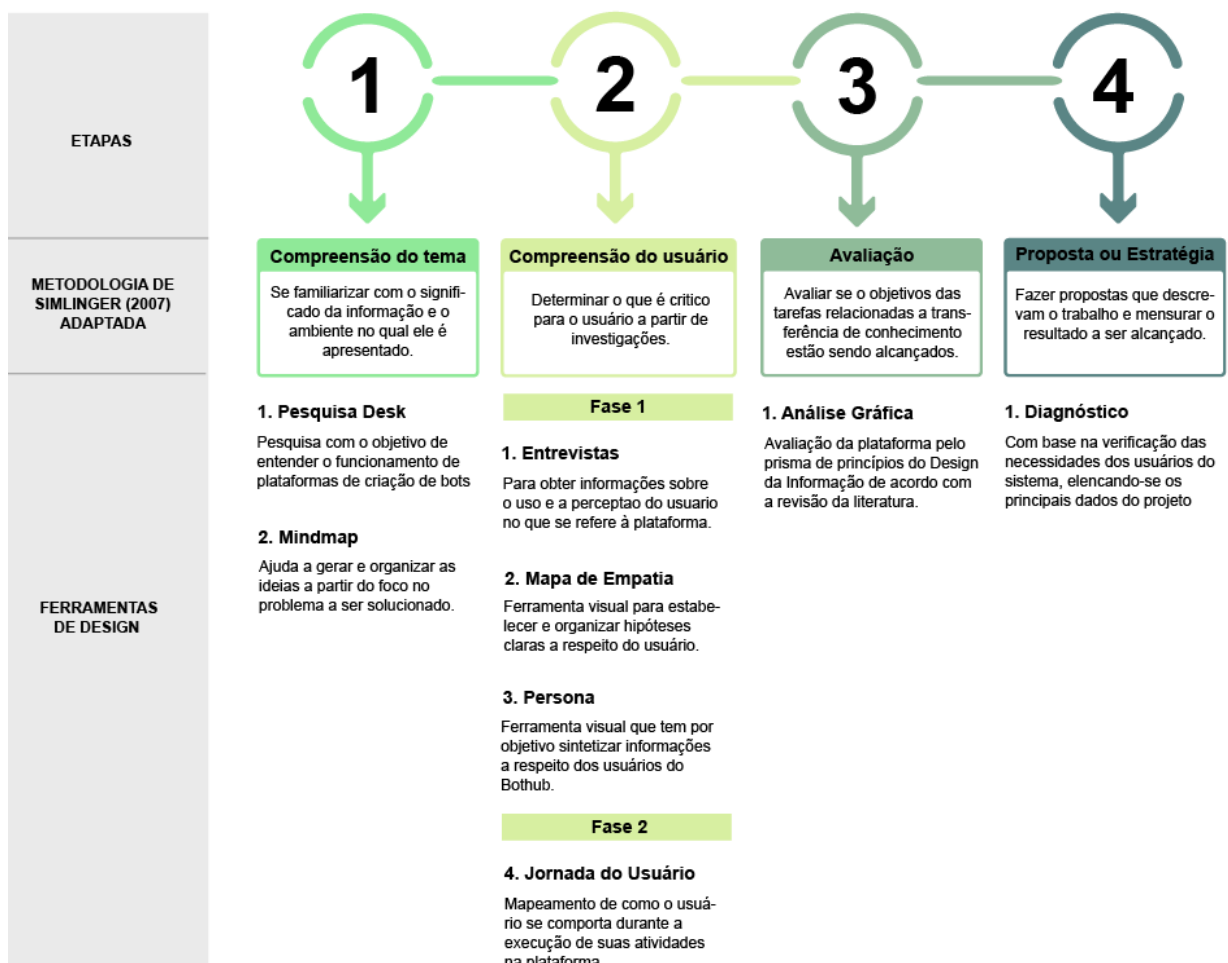 1
2
3
4
ETAPAS
METODOLOGIA DE
SIMLINGER (2007)
ADAPTADA
Compreensão do tema
Se familiarizar com o signifi-
cado da informação e o
ambiente no qual ele é
apresentado.
Compreensão do usuário
Determinar o que é critico
para o usuário a partir de
investigações.
Avaliação
Avaliar se o objetivos das
tarefas relacionadas a trans-
ferência de conhecimento
estão sendo alcançados.
Proposta ou Estratégia
Fazer propostas que descre-
vam o trabalho e mensurar o
resultado a ser alcançado.
FERRAMENTAS
DE DESIGN
1. Pesquisa Desk
Pesquisa com o objetivo de
entender o funcionamento de
plataformas de criação de bots
2. Mindmap
Ajuda a gerar e organizar as
ideias a partir do foco no
problema a ser solucionado.
Fase 1
1. Entrevistas
Para obter informações sobre
o uso e a perceptao do usuario
no que se refere à plataforma.
2. Mapa de Empatia
Ferramenta visual para estabe-
lecer e organizar hipóteses
claras a respeito do usuário.
3. Persona
Ferramenta visual que tem por
objetivo sintetizar informações
a respeito dos usuários do
Bothub.
Fase 2
4. Jornada do Usuário
Mapeamento de como o usuá-
rio se comporta durante a
execução de suas atividades
na plataforma
1. Análise Gráfica
Avaliação da plataforma pelo
prisma de princípios do Design
da Informação de acordo com
a revisão da literatura.
1. Diagnóstico
Com base na verificação das
necessidades dos usuários do
sistema, elencando-se os
principais dados do projeto